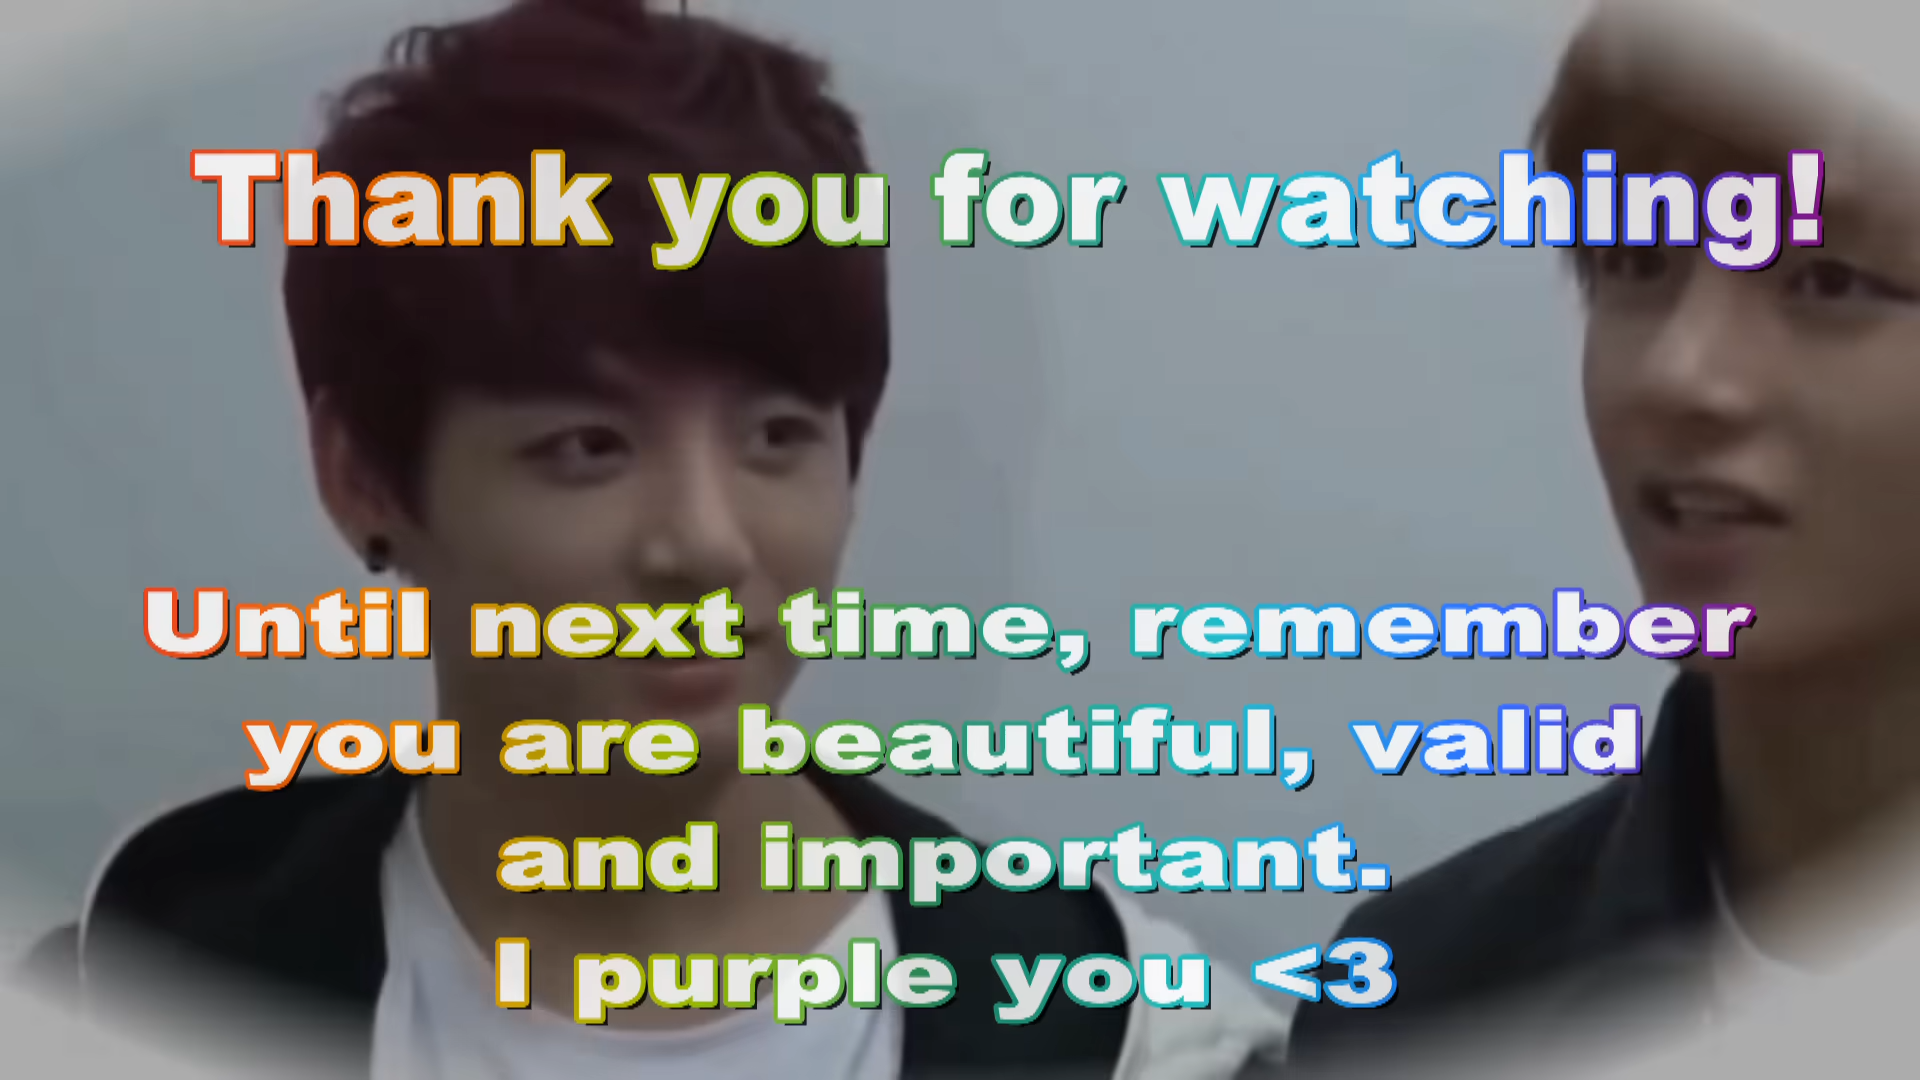 Thank you for watching!
Until next time, remember
you are beautiful, valid
and important.
I purple you <3